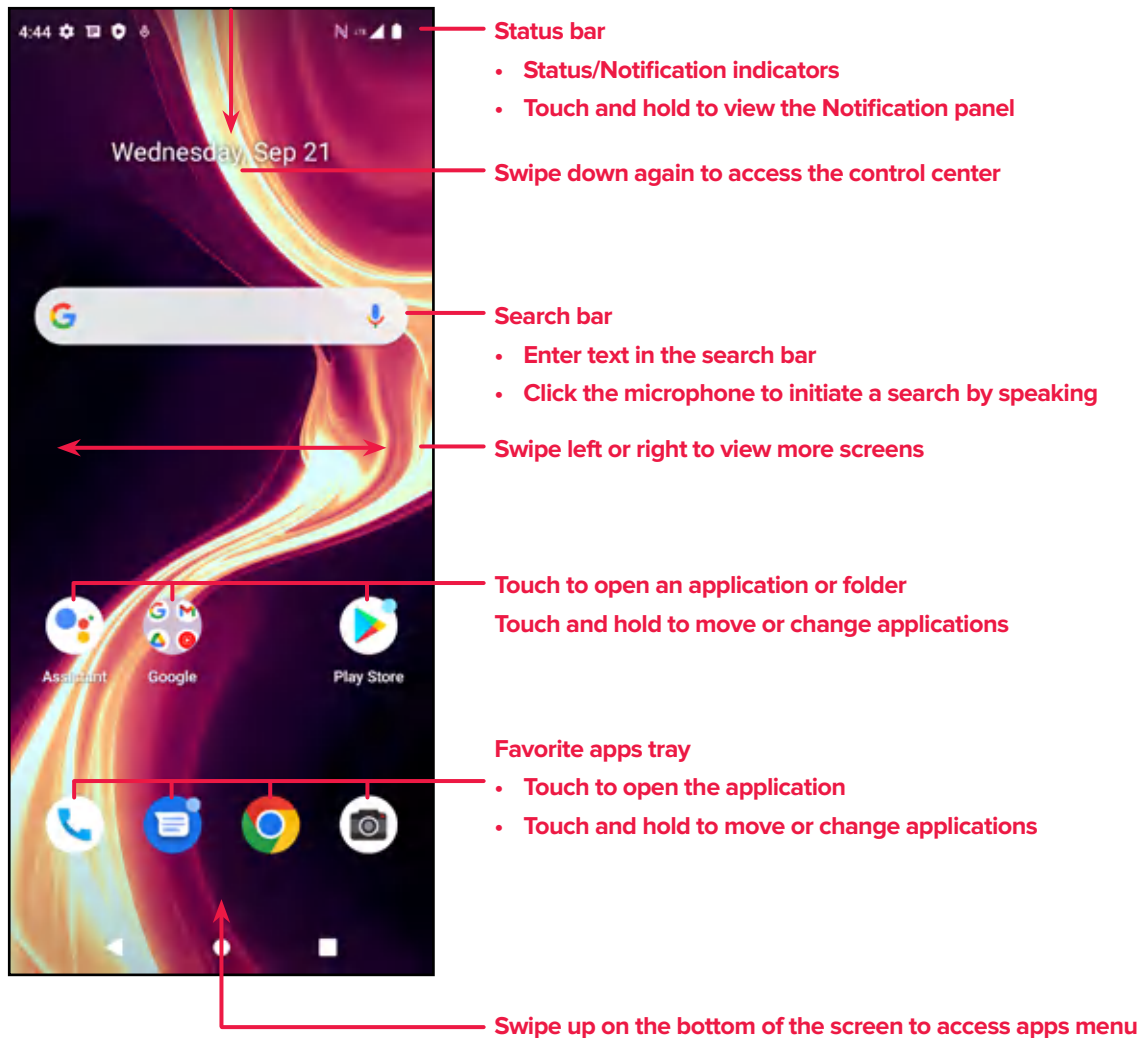 4:44
N LTE
Status bar
• Status/Notification indicators
• Touch and hold to view the Notification panel
Wednesday, Sep 21
Swipe down again to access the control center
G
Search bar
• Enter text in the search bar
• Click the microphone to initiate a search by speaking
Swipe left or right to view more screens
Touch to open an application or folder
Touch and hold to move or change applications
G M
Assistant Google Play Store
Favorite apps tray
• Touch to open the application
• Touch and hold to move or change applications
Swipe up on the bottom of the screen to access apps menu